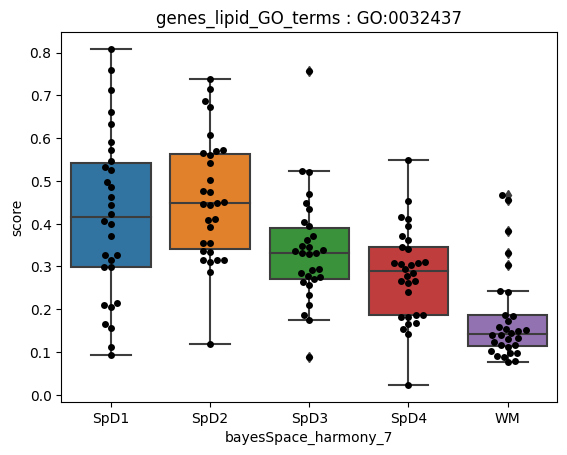 genes_lipid_GO_terms : GO:0032437
0.8
0.7
0.6
0.5
0.4
0.3
0.2
0.1
0.0
score
SpD1 SpD2 SpD3 SpD4 WM
bayesSpace_harmony_7